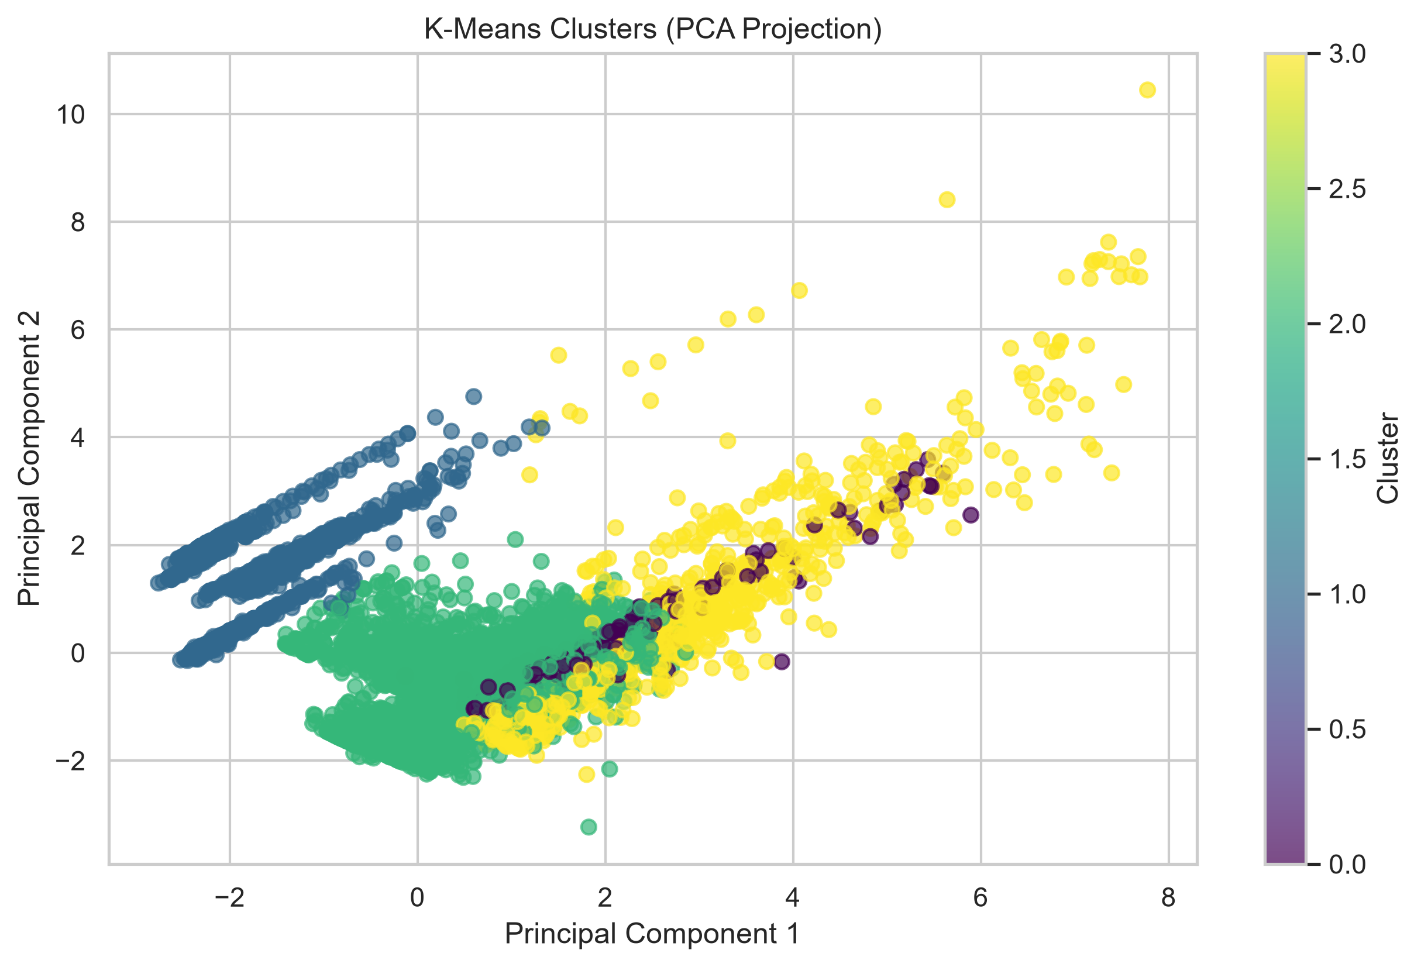 K-Means Clusters (PCA Projection)
3.0
10
2.5
8
2.0
6
Principal Component 2
Cluster
4
1.5
2
1.0
0
0.5
−2
0.0
−2 0 2 4 6 8
Principal Component 1